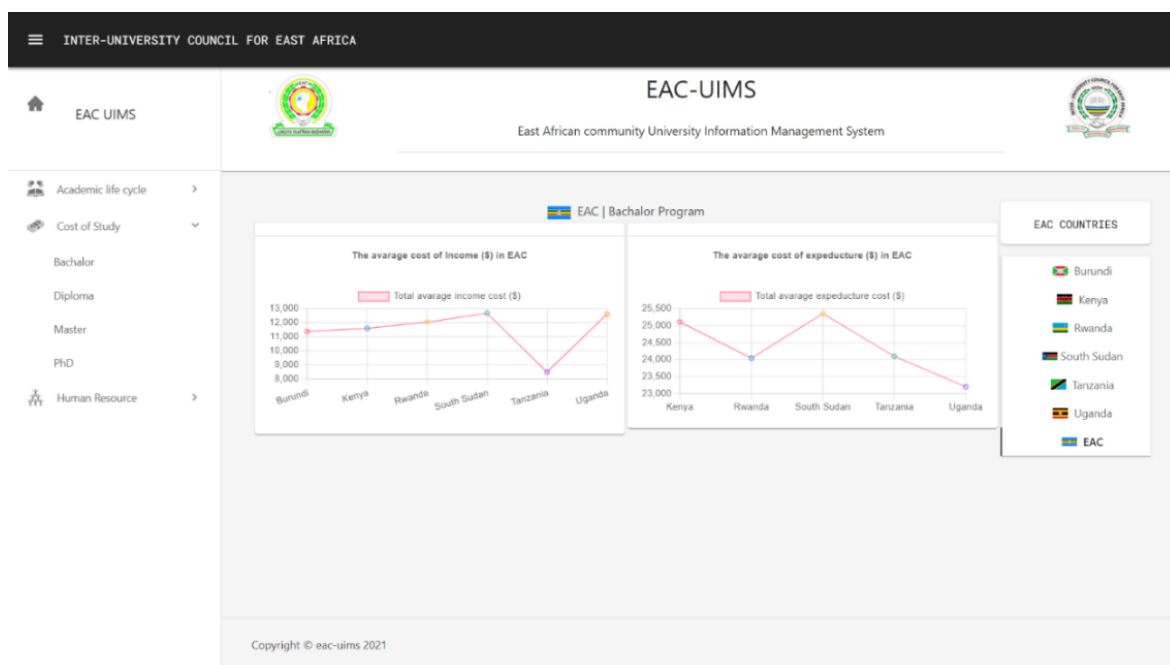 INTER-UNIVERSITY COUNCIL FOR EAST AFRICA
EAC UIMS
EAC-UIMS
East African community University Information Management System
Academic life cycle
Cost of Study
Bachalor
Diploma
Master
PhD
Human Resource
EAC | Bachalor Program
The avarage cost of Income ($) in EAC
Total avarage income cost ($)
13,000
12,000
11,000
10,000
9,000
8,000
Burundi Kenya Rwanda South Sudan Tanzania Uganda
The avarage cost of expeducture ($) in EAC
Total avarage expeducture cost ($)
25,500
25,000
24,500
24,000
23,500
23,000
Kenya Rwanda South Sudan Tanzania Uganda
EAC COUNTRIES
Burundi
Kenya
Rwanda
South Sudan
Tanzania
Uganda
EAC
Copyright © eac-uims 2021